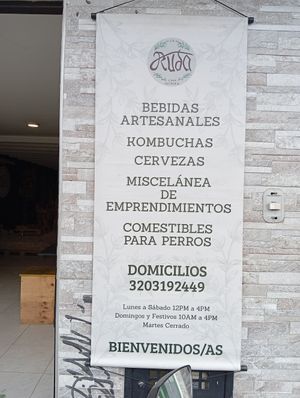 Ruda
BEBIDAS
ARTESANALES
KOMBUCHAS
CERVEZAS
MISCELÁNEA
DE
EMPRENDIMIENTOS
COMESTIBLES
PARA PERROS
DOMICILIOS
3203192449
Lunes a Sábado 12PM a 4PM
Domingos y Festivos 10AM a 4PM
Martes Cerrado
BIENVENIDOS/AS